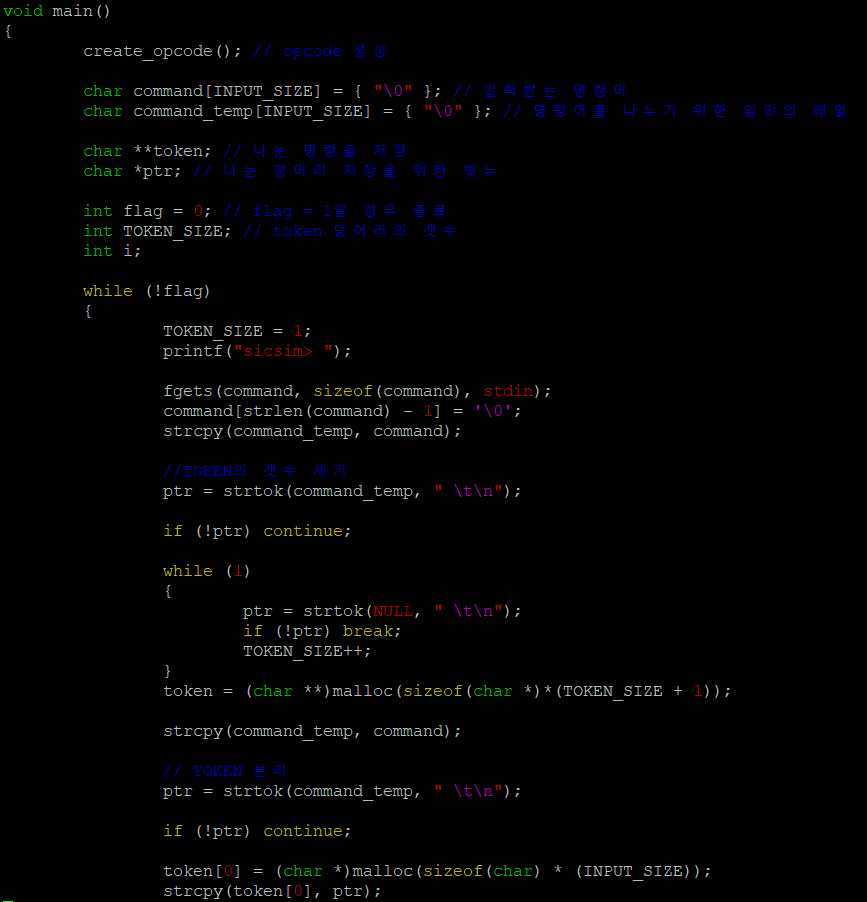 void main()
{
        create_opcode(); // opcode 생성

        char command[INPUT_SIZE] = { "\0" }; // 입력받는 명령어
        char command_temp[INPUT_SIZE] = { "\0" }; // 명령어를 나누기 위한 임의의 배열

        char **token; // 나눈 명령들 저장
        char *ptr; // 나눈 덩어리 저장을 위한 변수

        int flag = 0; // flag = 1일 경우 종료
        int TOKEN_SIZE; // token 덩어리의 갯수
        int i;

        while (!flag)
        {
                TOKEN_SIZE = 1;
                printf("sicsim> ");

                fgets(command, sizeof(command), stdin);
                command[strlen(command) - 1] = '\0';
                strcpy(command_temp, command);

                //TOKEN의 갯수 세기
                ptr = strtok(command_temp, " \t\n");

                if (!ptr) continue;

                while (1)
                {
                        ptr = strtok(NULL, " \t\n");
                        if (!ptr) break;
                        TOKEN_SIZE++;
                }
                token = (char **)malloc(sizeof(char *)*(TOKEN_SIZE + 1));

                strcpy(command_temp, command);

                // TOKEN 분리
                ptr = strtok(command_temp, " \t\n");

                if (!ptr) continue;

                token[0] = (char *)malloc(sizeof(char) * (INPUT_SIZE));
                strcpy(token[0], ptr);